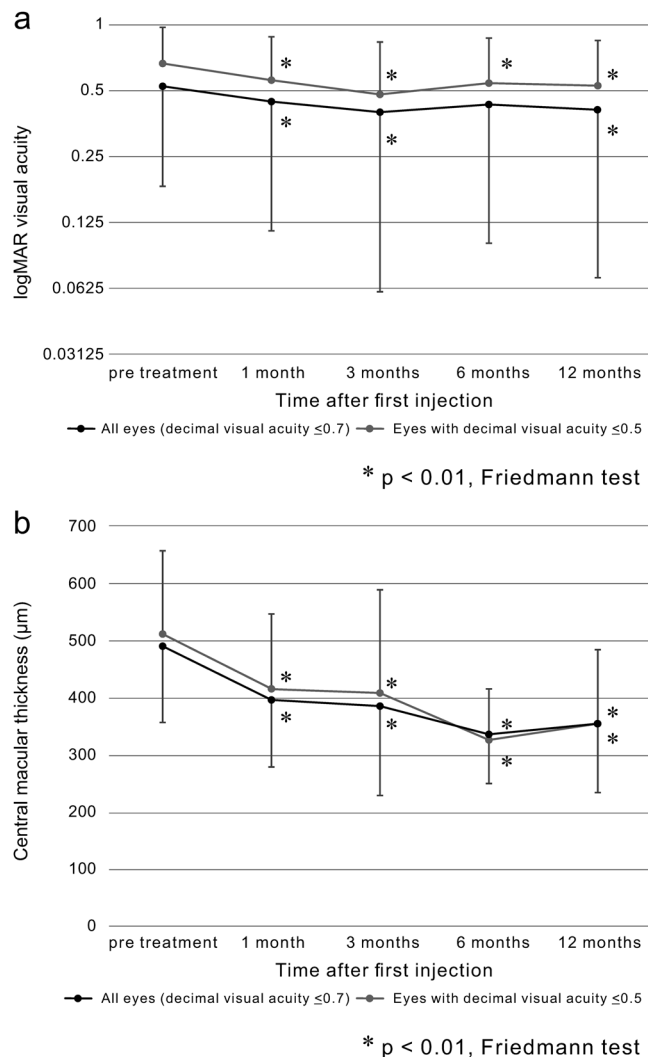 a
logMAR visual acuity
1
0.5
0.25
0.125
0.0625
0.03125
* * * *
* * *
pre treatment 1 month 3 months 6 months 12 months
Time after first injection
All eyes (decimal visual acuity ≤0.7) Eyes with decimal visual acuity ≤0.5
* p < 0.01, Friedmann test
b
Central macular thickness (μm)
700
600
500
400
300
200
100
0
* * * *
* * * *
pre treatment 1 month 3 months 6 months 12 months
Time after first injection
All eyes (decimal visual acuity ≤0.7) Eyes with decimal visual acuity ≤0.5
* p < 0.01, Friedmann test